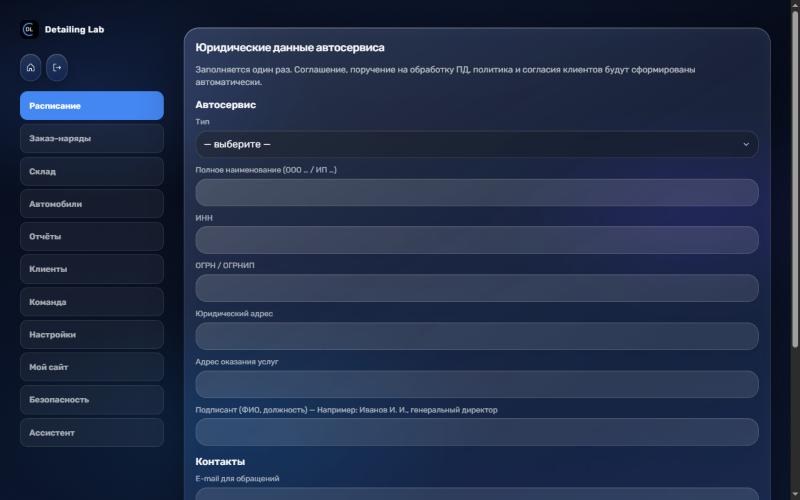 DL
Detailing Lab
Расписание
Заказ-наряды
Склад
Автомобили
Отчёты
Клиенты
Команда
Настройки
Мой сайт
Безопасность
Ассистент
Юридические данные автосервиса
Заполняется один раз. Соглашение, поручение на обработку ПД, политика и согласия клиентов будут сформированы
автоматически.
Автосервис
Тип
— выберите —
Полное наименование (ООО … / ИП …)
ИНН
ОГРН / ОГРНИП
Юридический адрес
Адрес оказания услуг
Подписант (ФИО, должность) — Например: Иванов И. И., генеральный директор
Контакты
E-mail для обращений